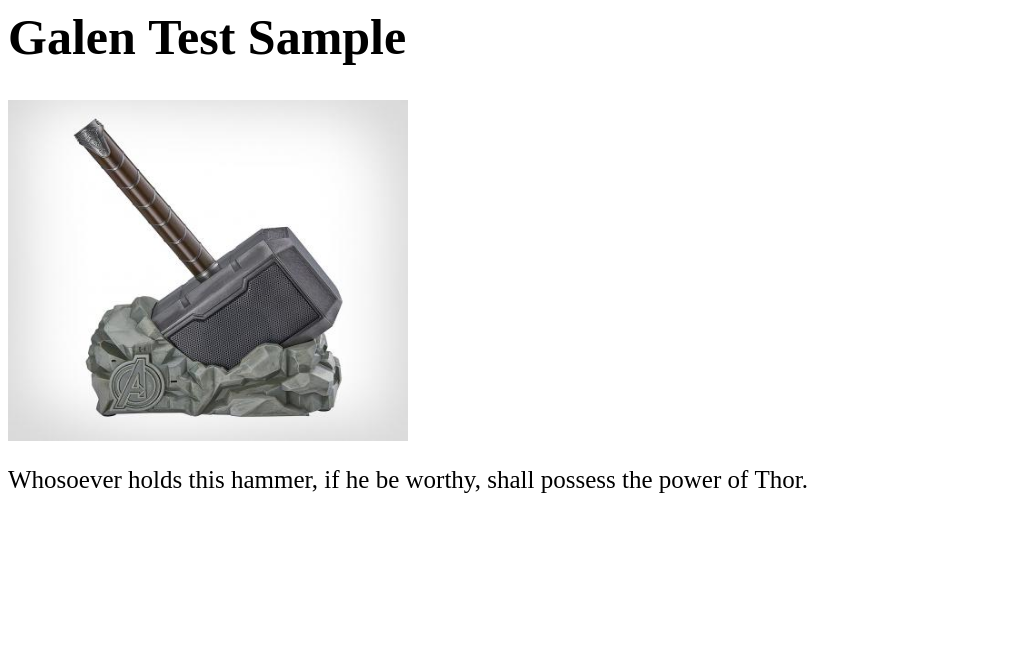 Galen Test Sample
A
Whosoever holds this hammer, if he be worthy, shall possess the power of Thor.